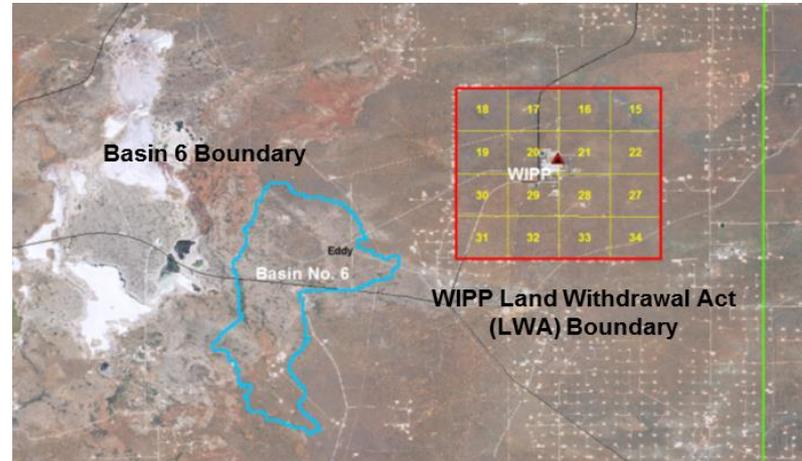 18 17 16 15
Basin 6 Boundary
19 20 21 22
WIPP
30 29 28 27
31 32 33 34
Eddy
Basin No. 6
WIPP Land Withdrawal Act
(LWA) Boundary